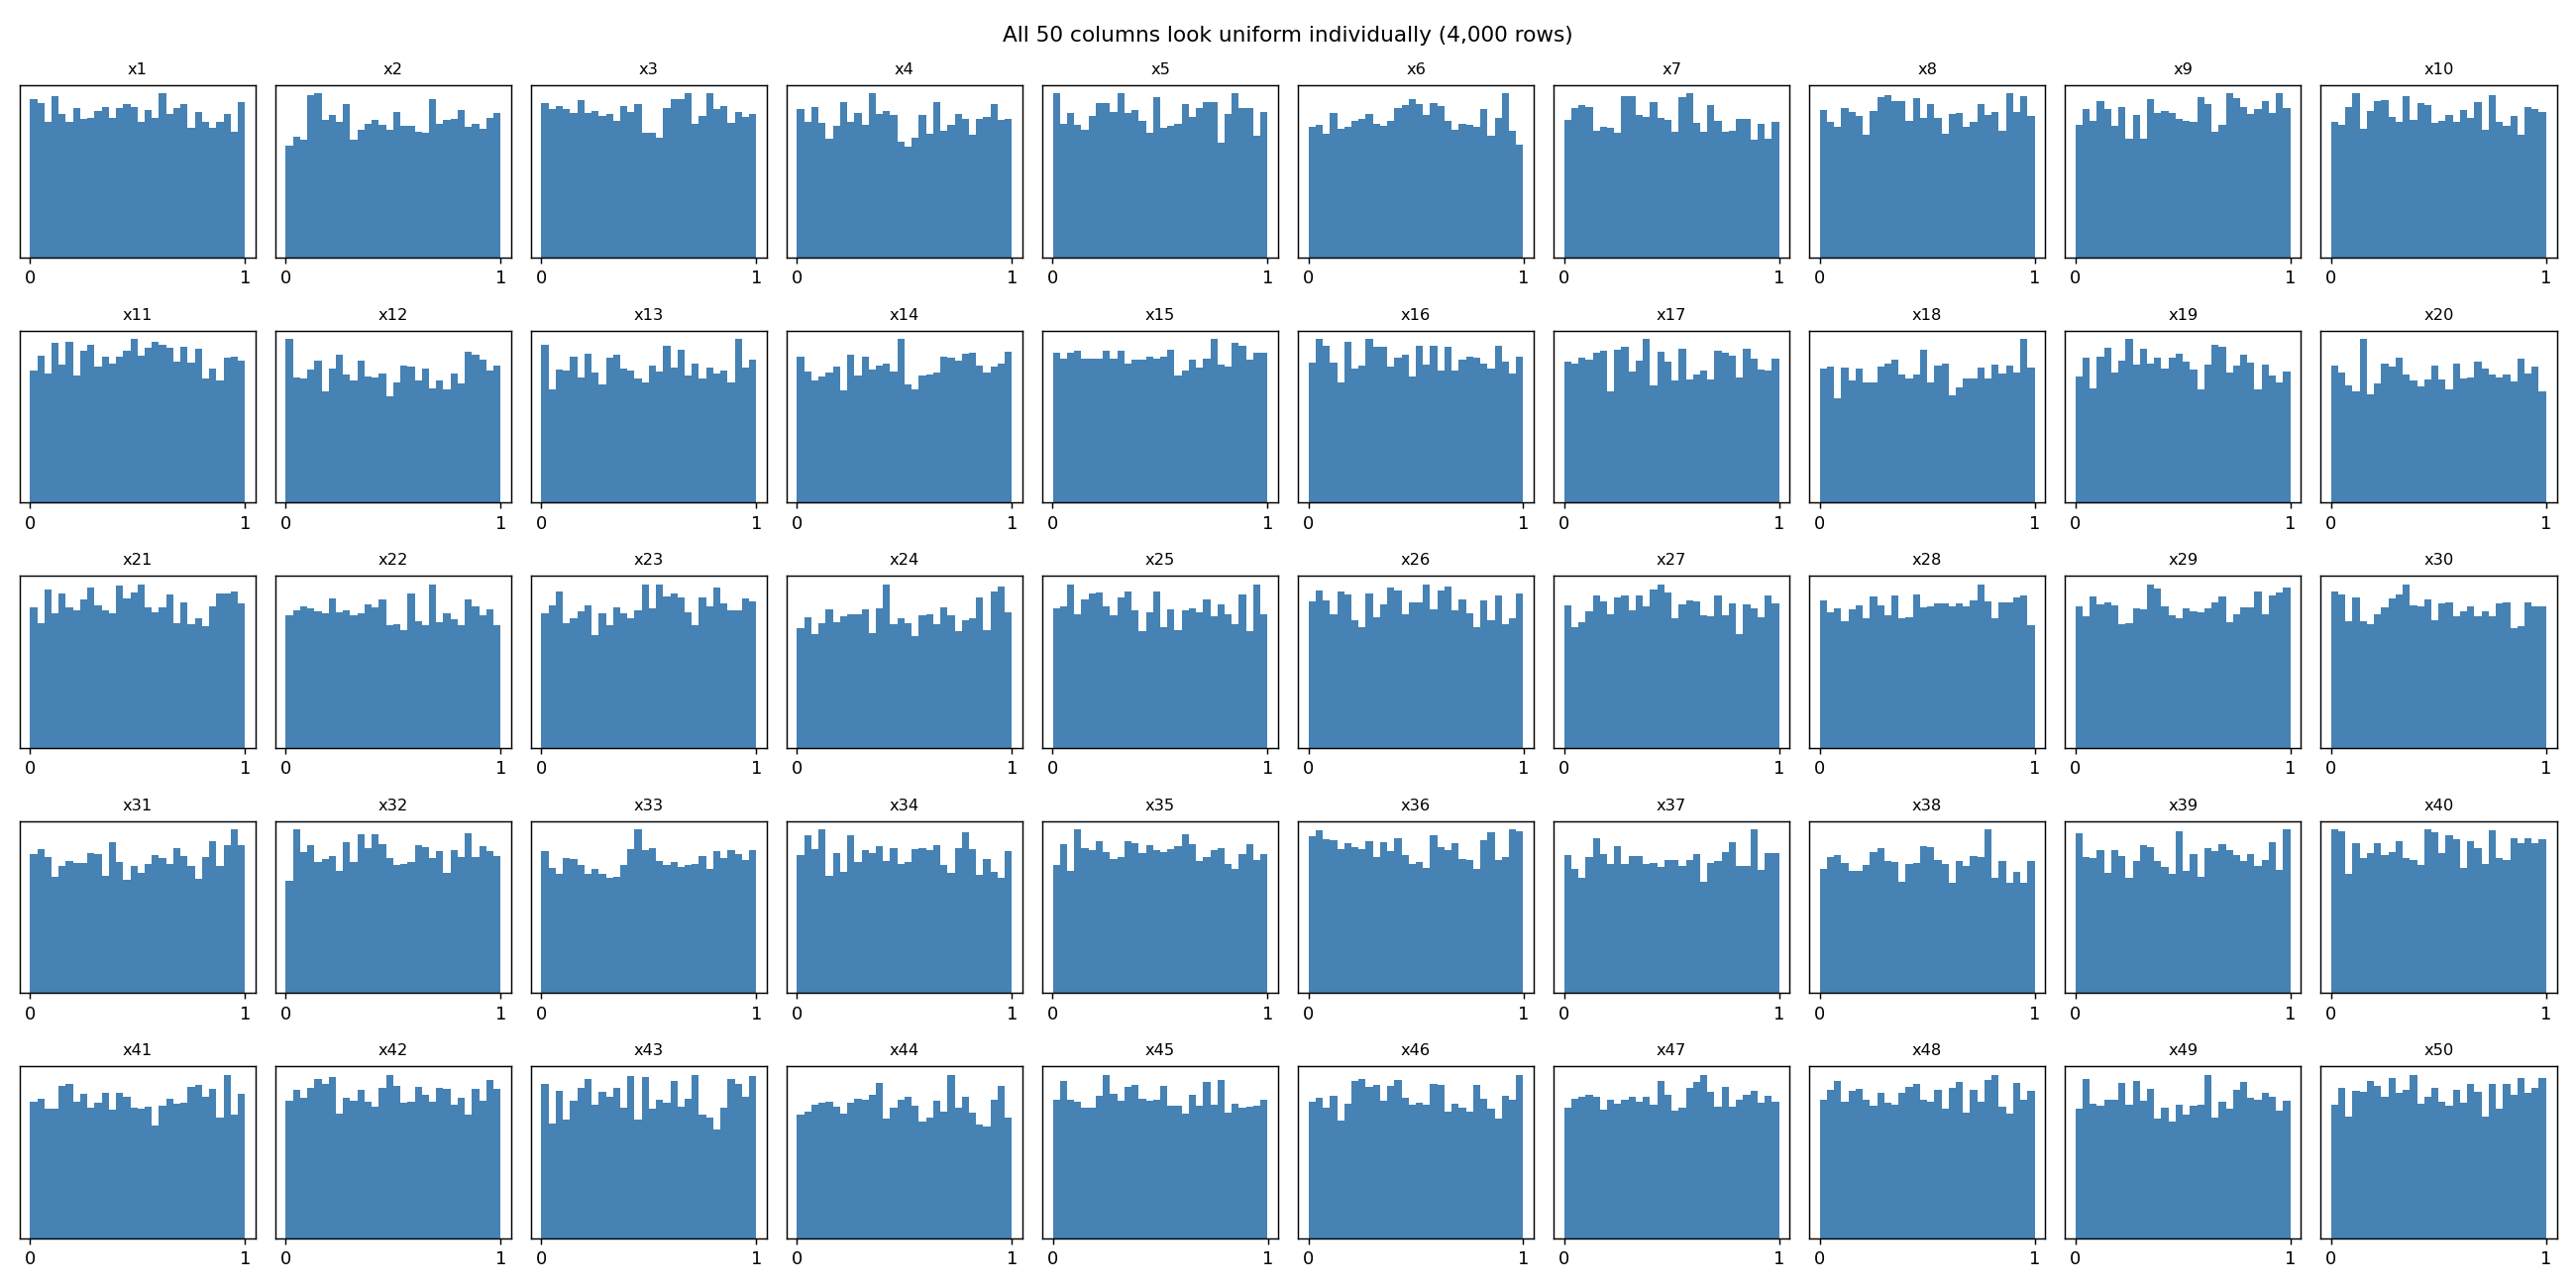 All 50 columns look uniform individually (4,000 rows)
x1 x2 x3 x4 x5 x6 x7 x8 x9 x10
0 1 0 1 0 1 0 1 0 1 0 1 0 1 0 1 0 1 0 1
x11 x12 x13 x14 x15 x16 x17 x18 x19 x20
0 1 0 1 0 1 0 1 0 1 0 1 0 1 0 1 0 1 0 1
x21 x22 x23 x24 x25 x26 x27 x28 x29 x30
0 1 0 1 0 1 0 1 0 1 0 1 0 1 0 1 0 1 0 1
x31 x32 x33 x34 x35 x36 x37 x38 x39 x40
0 1 0 1 0 1 0 1 0 1 0 1 0 1 0 1 0 1 0 1
x41 x42 x43 x44 x45 x46 x47 x48 x49 x50
0 1 0 1 0 1 0 1 0 1 0 1 0 1 0 1 0 1 0 1